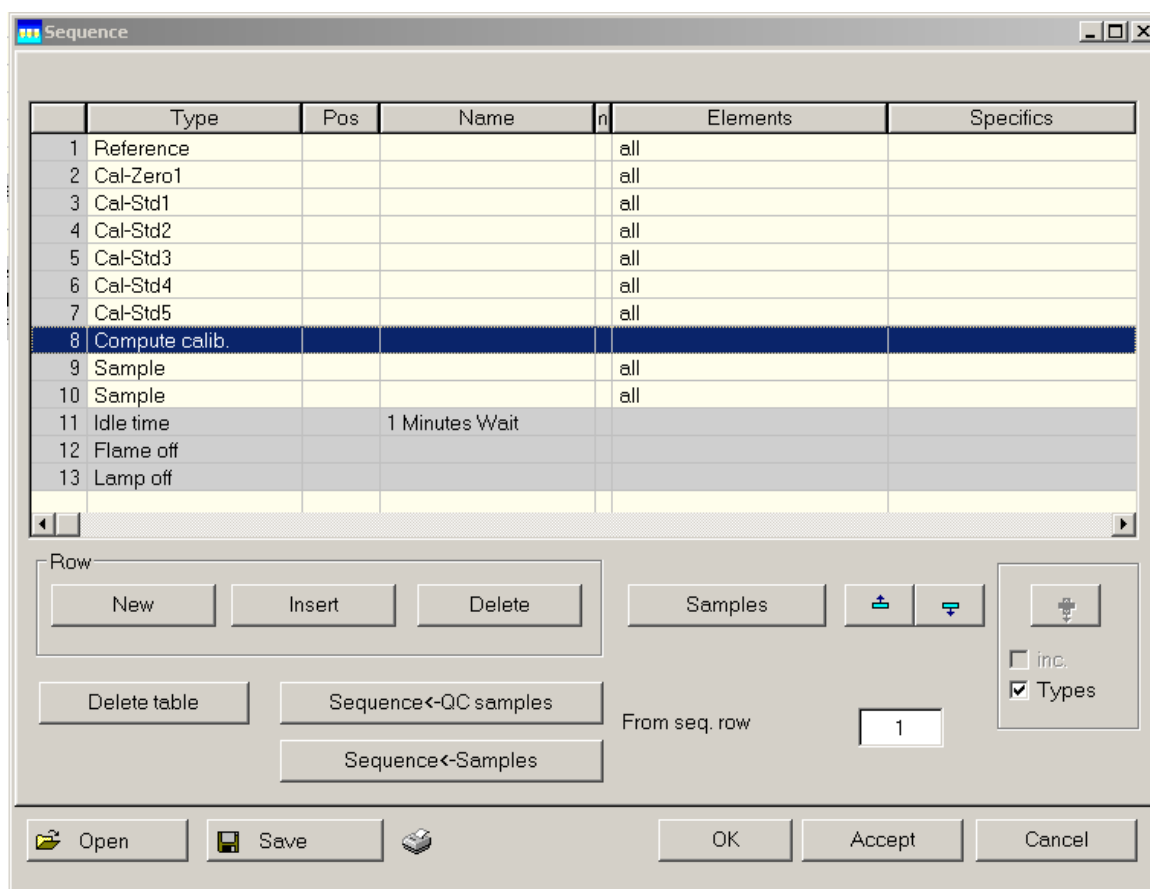 Sequence
Type Pos Name n Elements Specifics
1 Reference all
2 Cal-Zero1 all
3 Cal-Std1 all
4 Cal-Std2 all
5 Cal-Std3 all
6 Cal-Std4 all
7 Cal-Std5 all
8 Compute calib.
9 Sample all
10 Sample all
11 Idle time 1 Minutes Wait
12 Flame off
13 Lamp off
Row
New Insert Delete Samples
inc.
Delete table Sequence<-QC samples Types
From seq. row 1
Sequence<-Samples
Open Save OK Accept Cancel